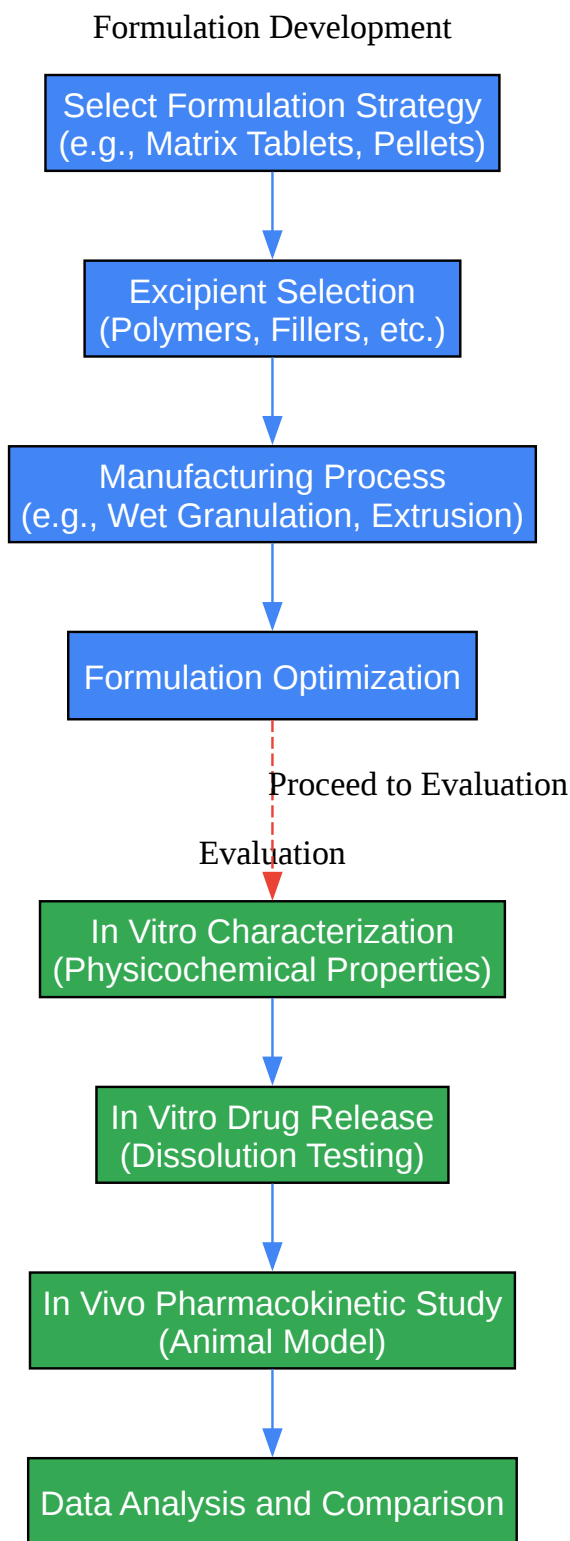 Formulation Development
Select Formulation Strategy
(e.g., Matrix Tablets, Pellets)
Excipient Selection
(Polymers, Fillers, etc.)
Manufacturing Process
(e.g., Wet Granulation, Extrusion)
Formulation Optimization
Proceed to Evaluation
Evaluation
In Vitro Characterization
(Physicochemical Properties)
In Vitro Drug Release
(Dissolution Testing)
In Vivo Pharmacokinetic Study
(Animal Model)
Data Analysis and Comparison